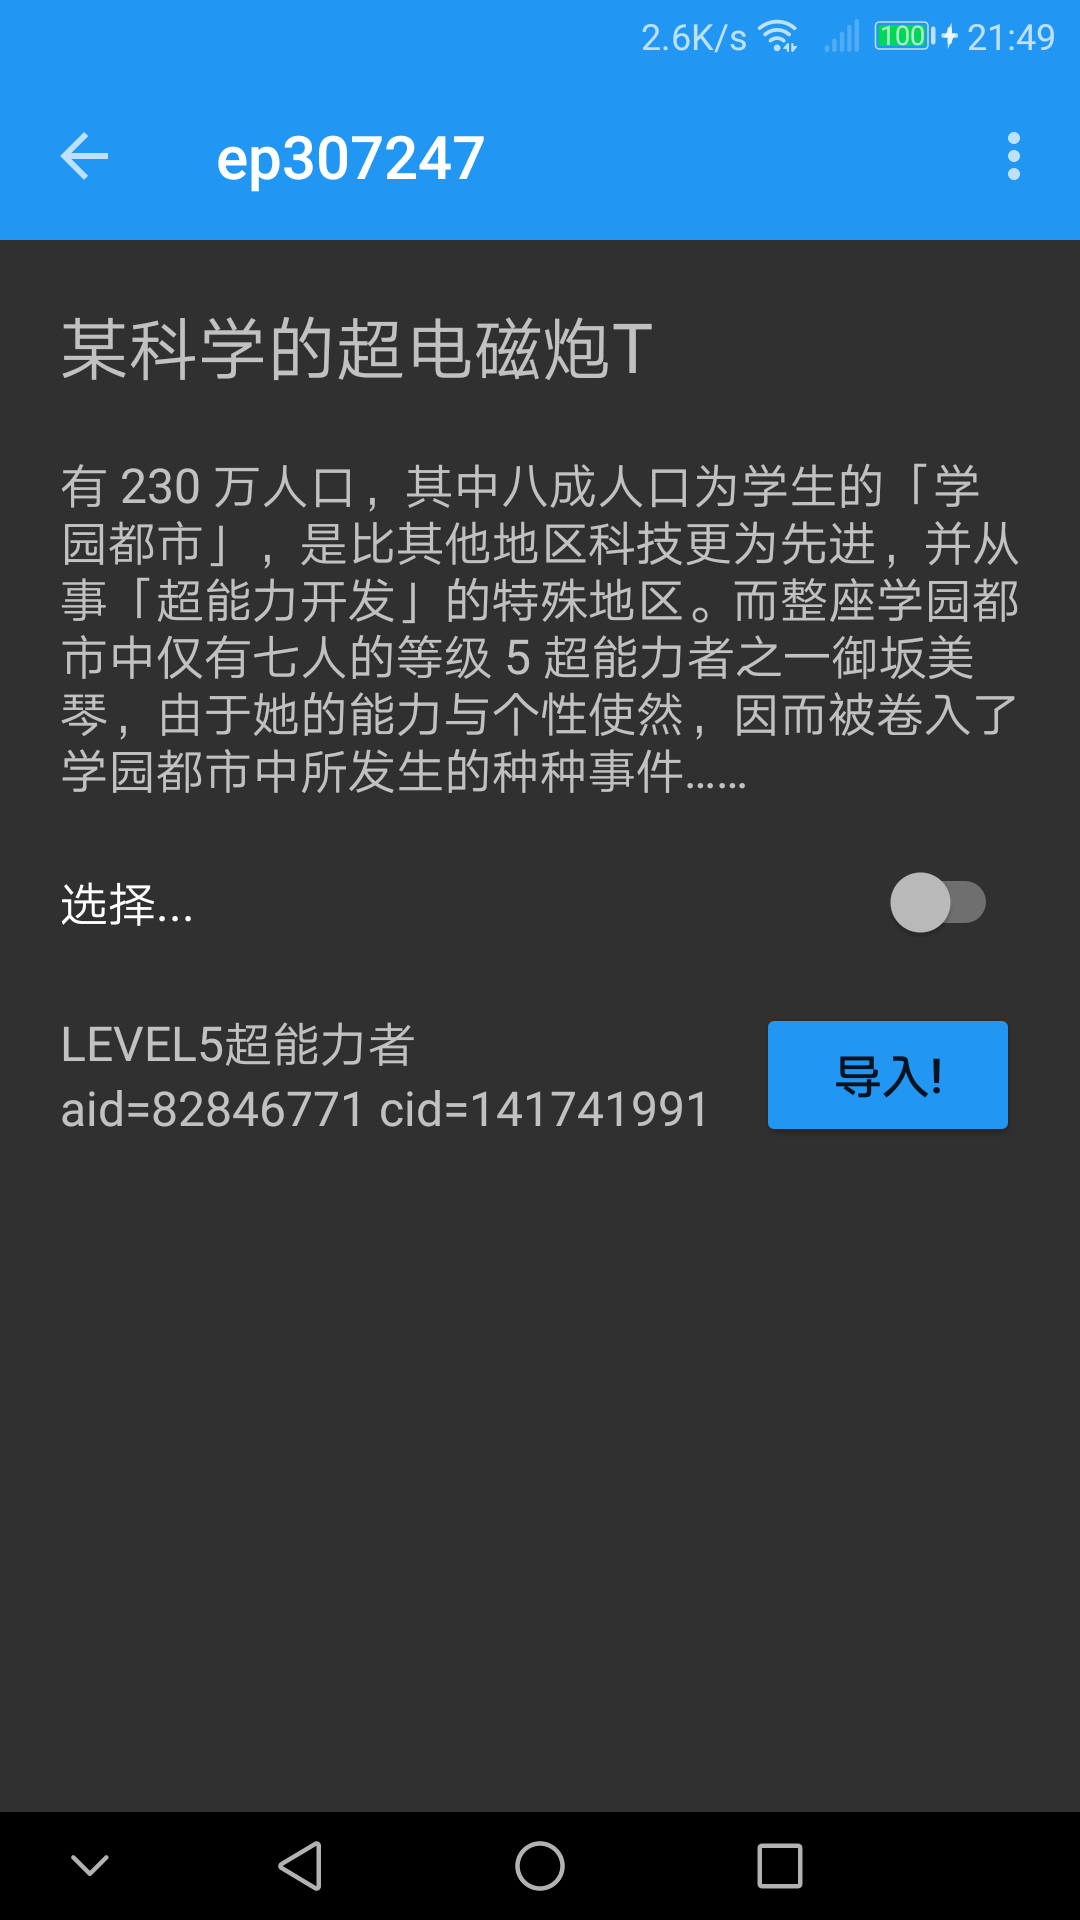 2.6K/s 100 21:49
ep307247
某科学的超电磁炮T
有 230 万人口，其中八成人口为学生的「学
园都市」，是比其他地区科技更为先进，并从
事「超能力开发」的特殊地区。而整座学园都
市中仅有七人的等级 5 超能力者之一御坂美
琴，由于她的能力与个性使然，因而被卷入了
学园都市中所发生的种种事件……
选择...
LEVEL5超能力者
aid=82846771 cid=141741991
导入!